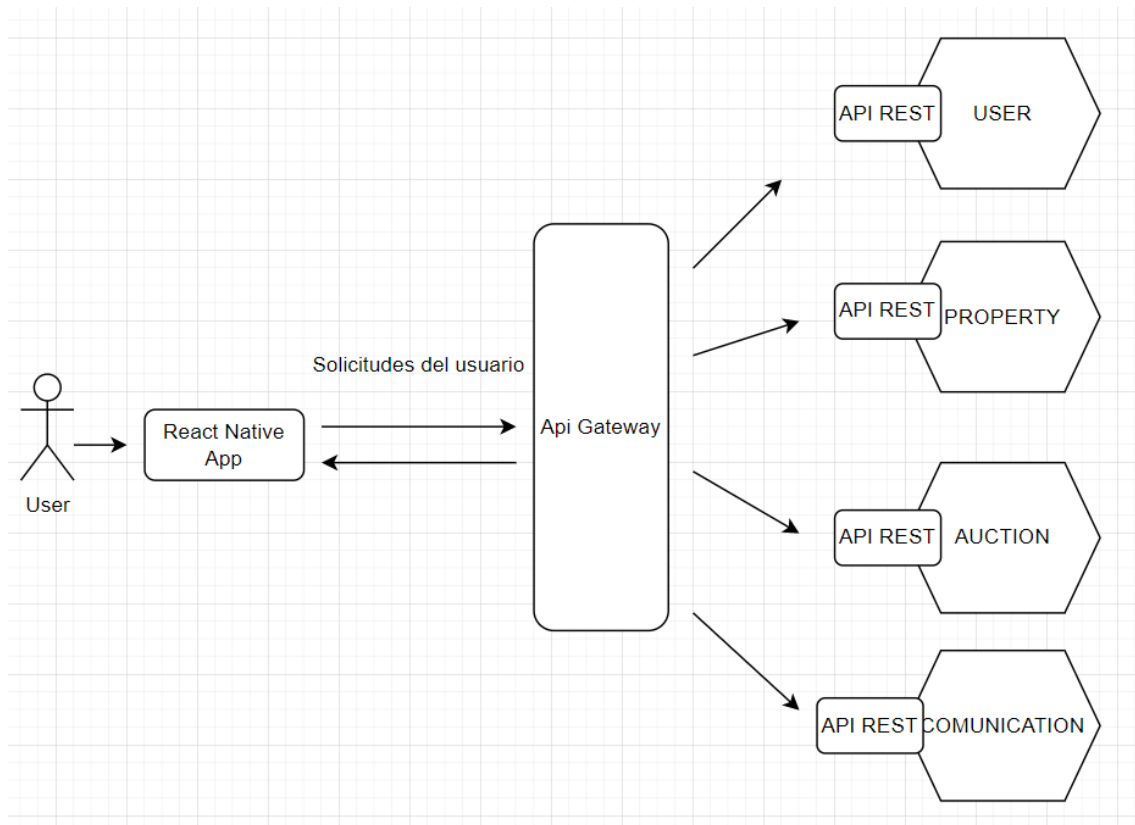 API REST
USER
API REST
PROPERTY
Solicitudes del usuario
React Native
App
Api Gateway
User
API REST
AUCTION
API REST
COMUNICATION